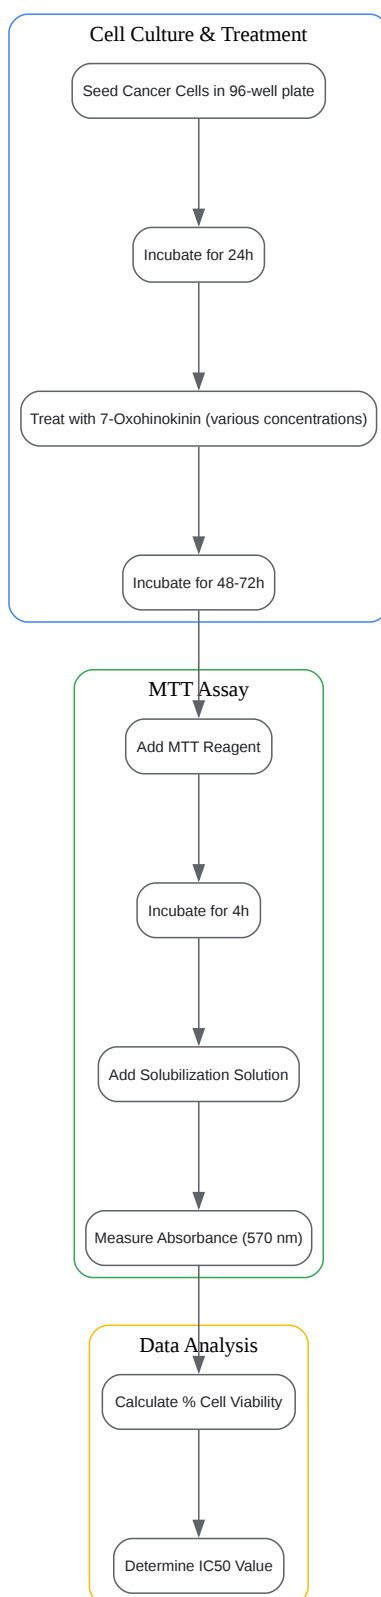 Cell Culture & Treatment
Seed Cancer Cells in 96-well plate
Incubate for 24h
Treat with 7-Oxohinokinin (various concentrations)
Incubate for 48-72h
MTT Assay
Add MTT Reagent
Incubate for 4h
Add Solubilization Solution
Measure Absorbance (570 nm)
Data Analysis
Calculate % Cell Viability
Determine IC50 Value